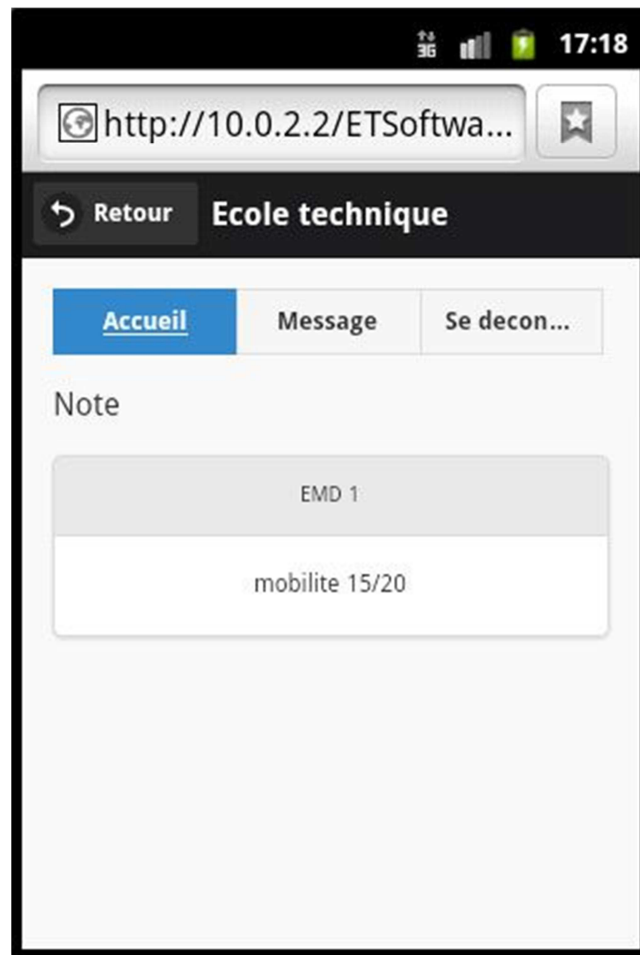 3G 17:18
http://10.0.2.2/ETSoftwa...
Retour Ecole technique
Accueil Message Se decon...
Note
EMD 1
mobilite 15/20